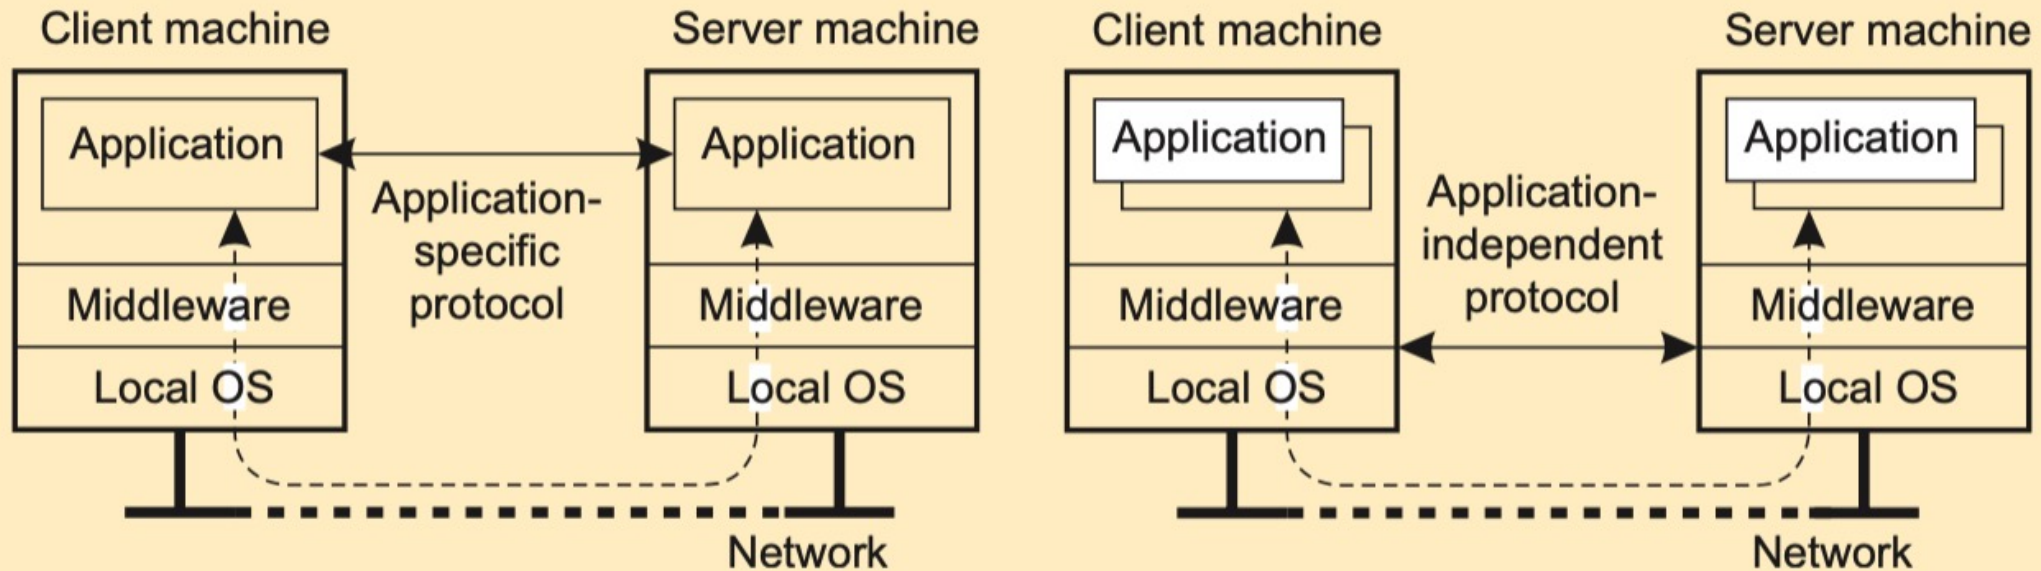 Client machine
Server machine
Application
Application
Application-
specific
protocol
Middleware
Middleware
Local OS
Local OS
Network
Client machine
Server machine
Application
Application
Application-
independent
protocol
Middleware
Middleware
Local OS
Local OS
Network